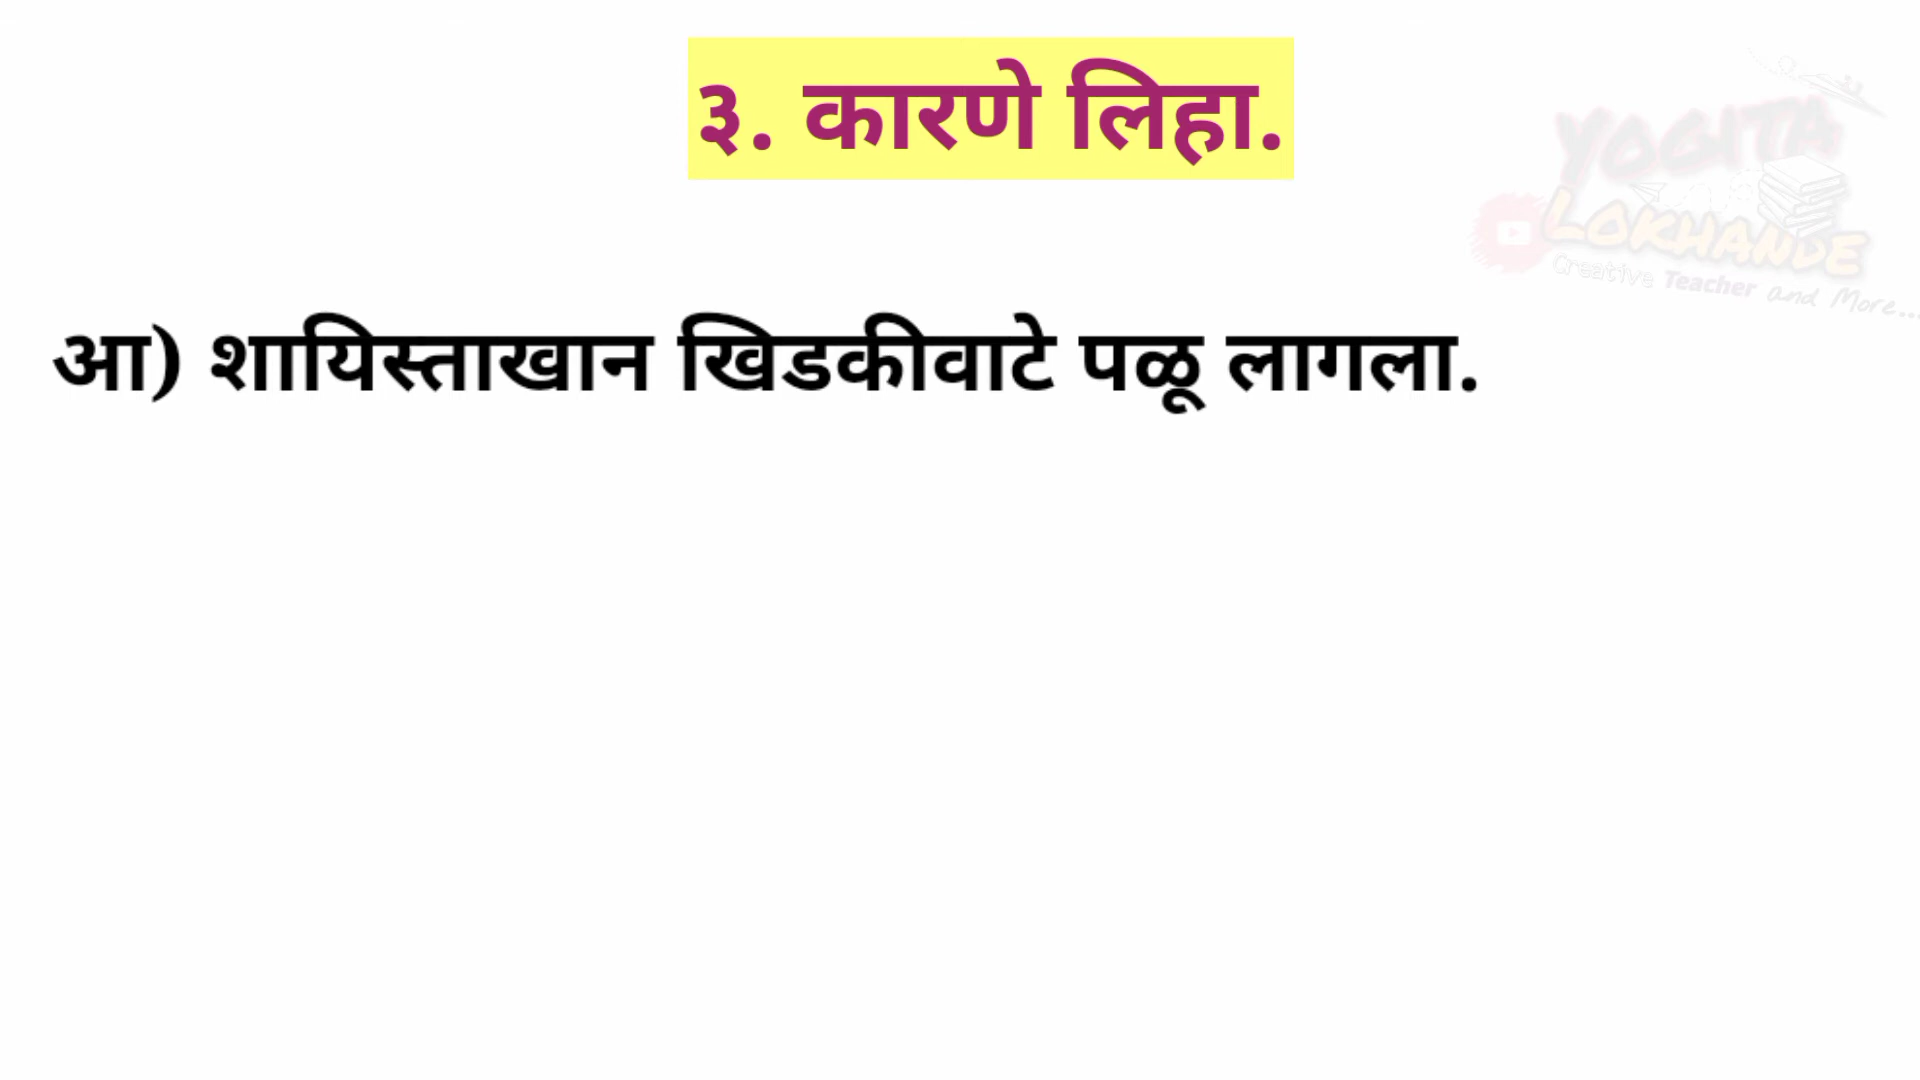 ३. कारणे लिहा.
YOGITA
LOKHANDE
Creative Teacher and More...
आ) शायिस्ताखान खिडकीवाटे पळू लागला.